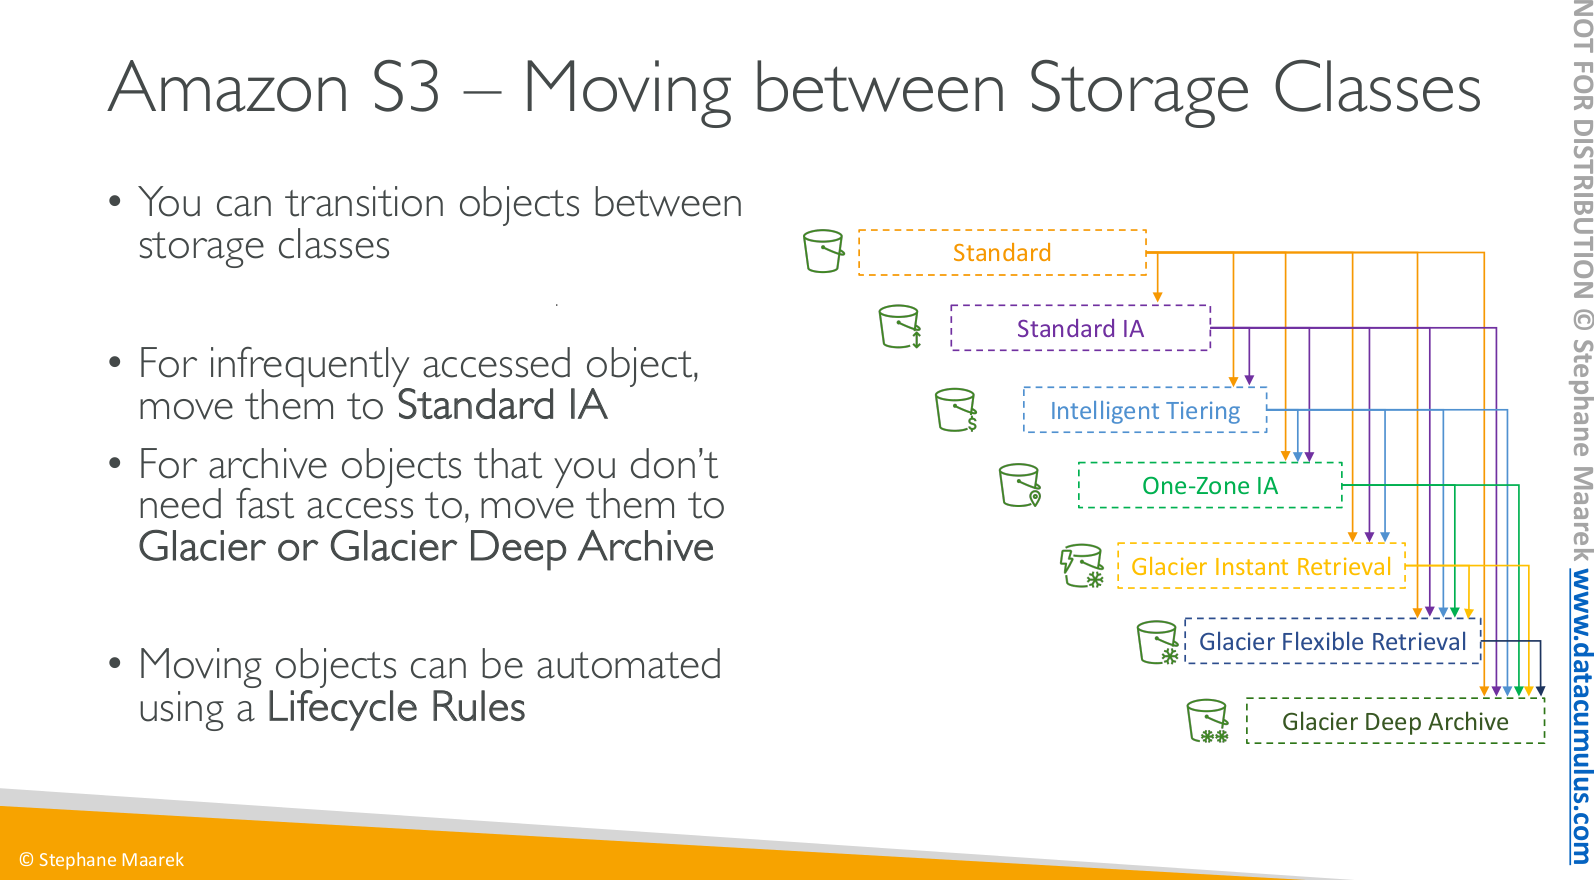 Amazon S3 – Moving between Storage Classes
• You can transition objects between
storage classes
• For infrequently accessed object,
move them to Standard IA
• For archive objects that you don’t
need fast access to, move them to
Glacier or Glacier Deep Archive
• Moving objects can be automated
using a Lifecycle Rules
Standard
Standard IA
Intelligent Tiering
One-Zone IA
Glacier Instant Retrieval
Glacier Flexible Retrieval
Glacier Deep Archive
© Stephane Maarek
NOT FOR DISTRIBUTION © Stephane Maarek www.datacumulus.com